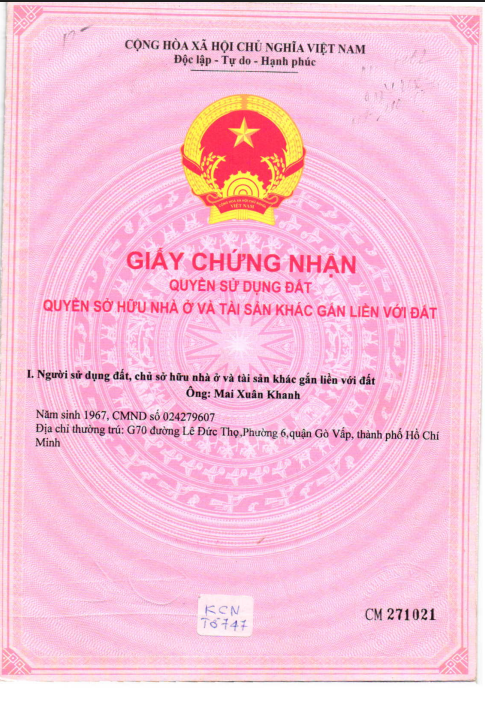 CỘNG HÒA XÃ HỘI CHỦ NGHĨA VIỆT NAM
Độc lập - Tự do - Hạnh phúc
VIỆT NAM
GIẤY CHỨNG NHẬN
QUYỀN SỬ DỤNG ĐẤT
QUYỀN SỞ HỮU NHÀ Ở VÀ TÀI SẢN KHÁC GẮN LIỀN VỚI ĐẤT
I. Người sử dụng đất, chủ sở hữu nhà ở và tài sản khác gắn liền với đất
Ông: Mai Xuân Khanh
Năm sinh 1967, CMND số 024279607
Địa chỉ thường trú: G70 đường Lê Đức Thọ,Phường 6,quận Gò Vấp, thành phố Hồ Chí
Minh
KCN
CM 271021